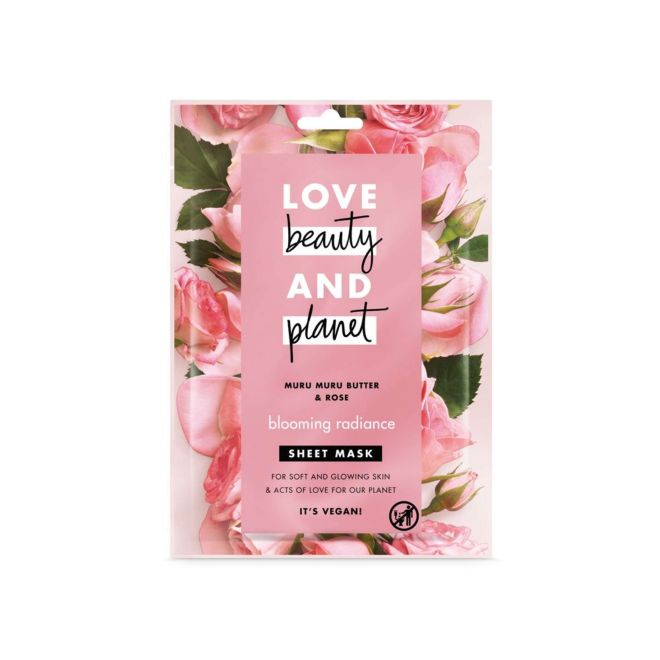 LOVE
beauty
AND
planet
MURU MURU BUTTER
& ROSE
blooming radiance
SHEET MASK
FOR SOFT AND GLOWING SKIN
& ACTS OF LOVE FOR OUR PLANET
IT'S VEGAN!